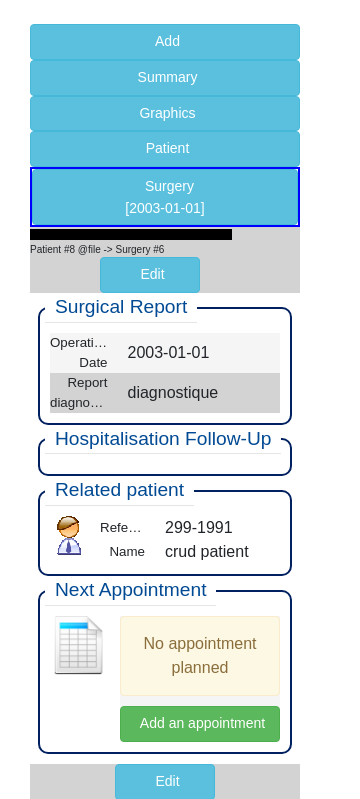 Add
Summary
Graphics
Patient
Surgery
[2003-01-01]
Patient #8 @file -> Surgery #6
Edit
Surgical Report
Operati…
Date
2003-01-01
Report
diagno…
diagnostique
Hospitalisation Follow-Up
Related patient
Refe… 299-1991
Name crud patient
Next Appointment
No appointment
planned
Add an appointment
Edit